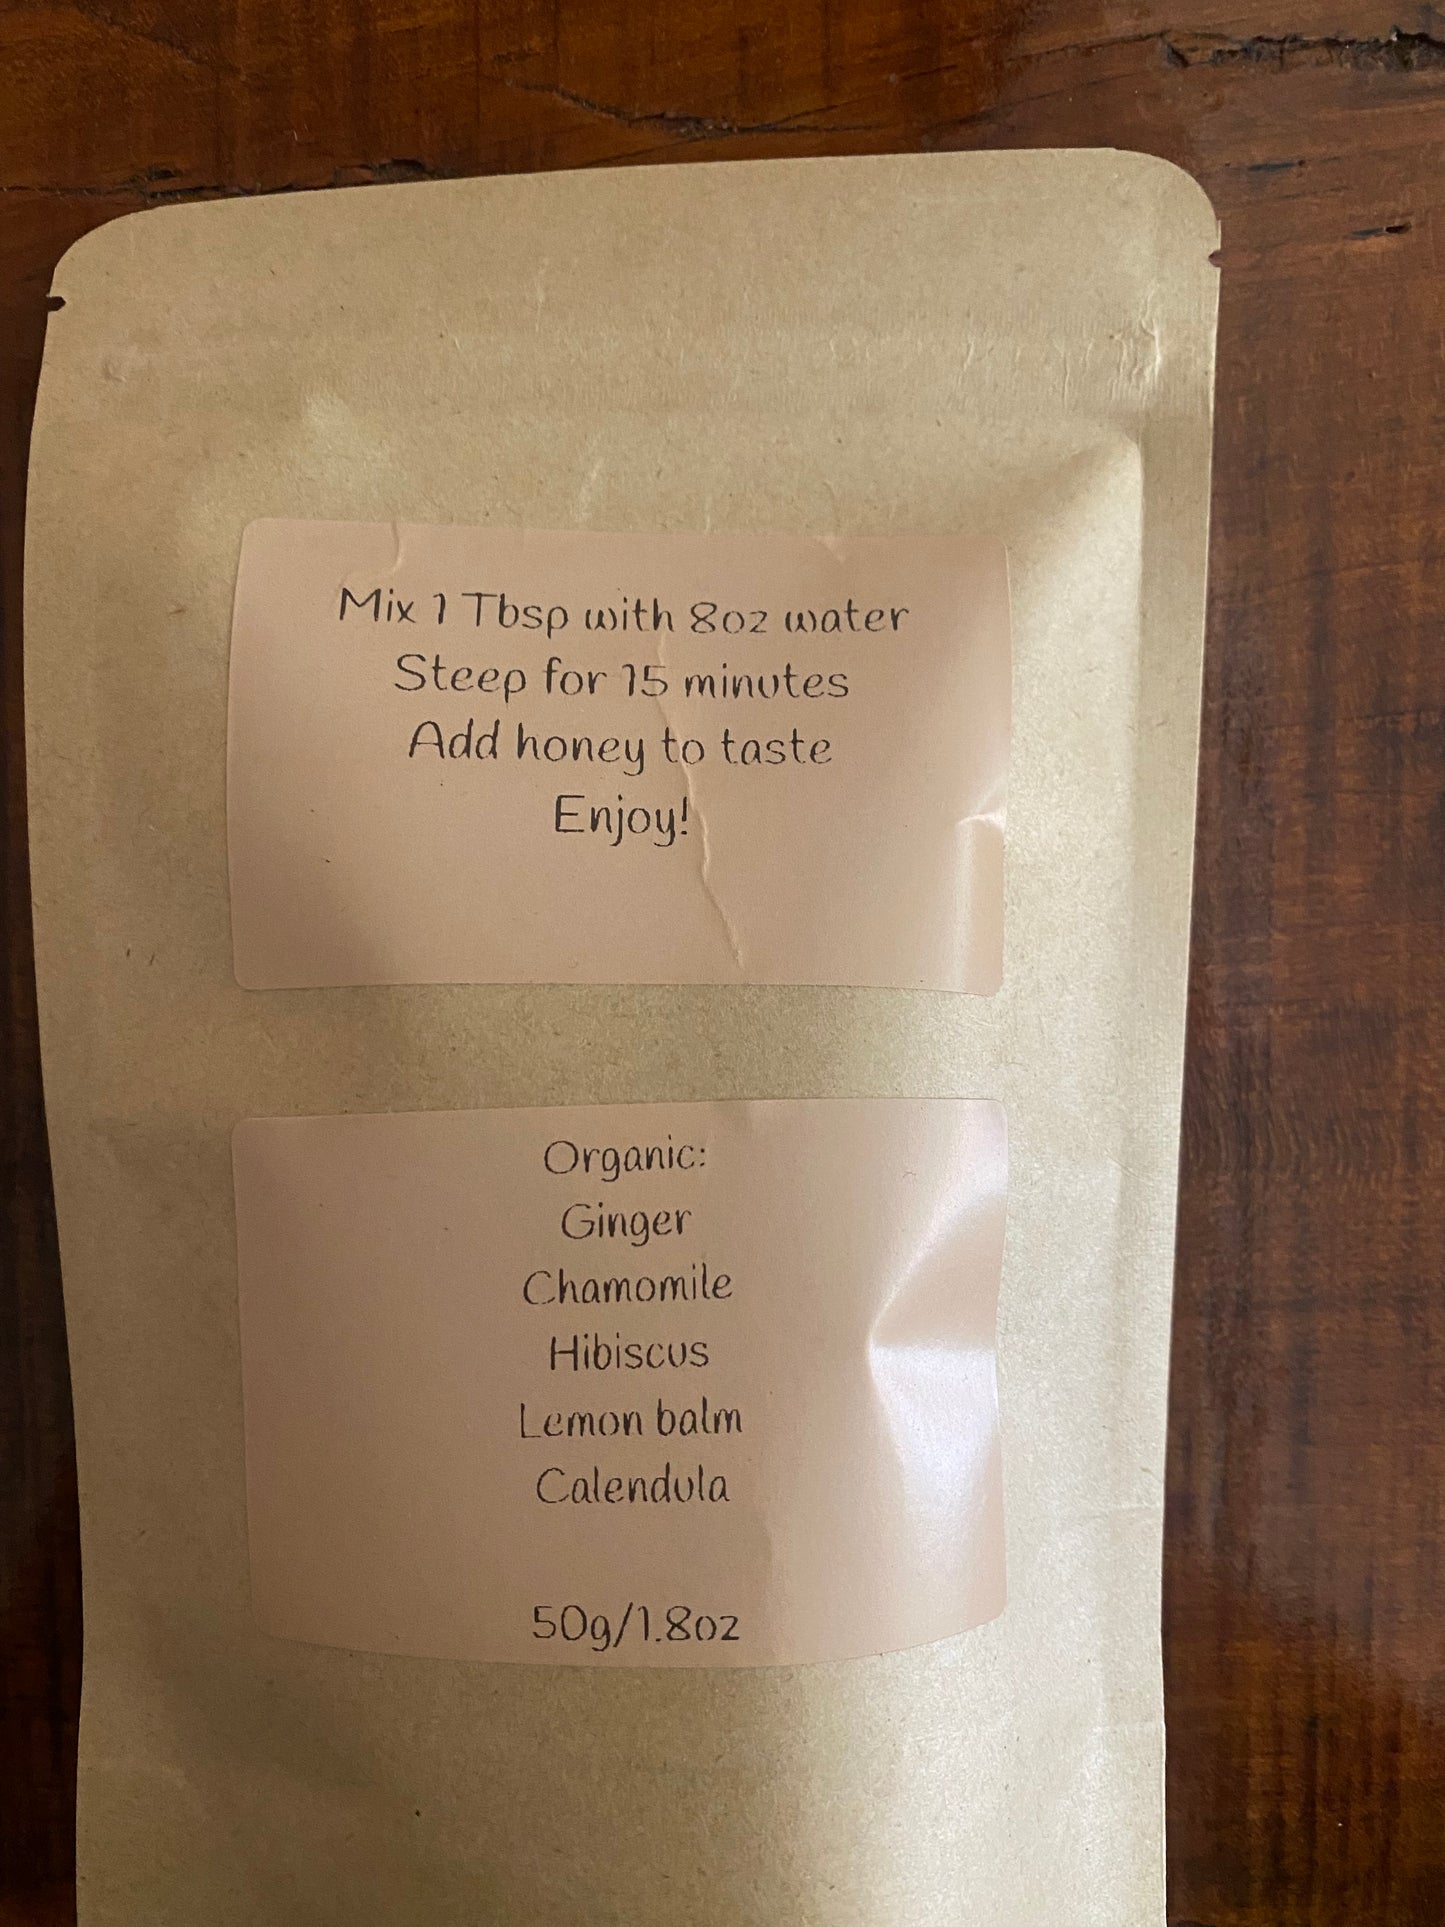 Mix 1 Tbsp with 8oz water
Steep for 15 minutes
Add honey to taste
Enjoy!
Organic:
Ginger
Chamomile
Hibiscus
Lemon balm
Calendula
50g/1.8oz